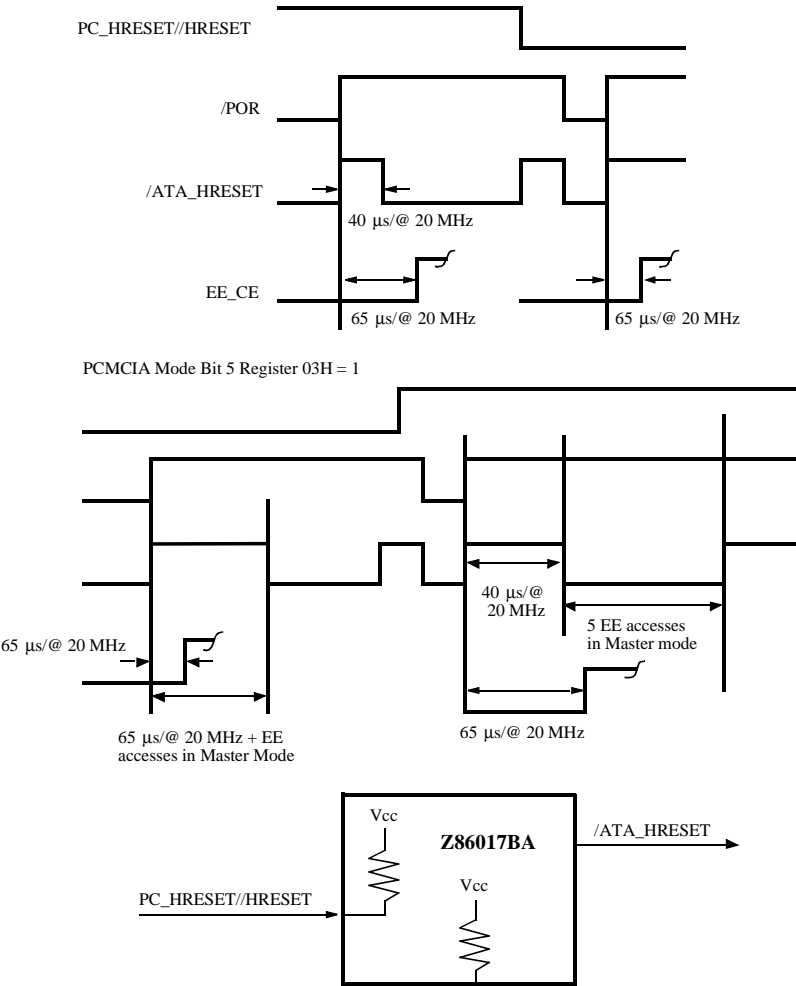 PC_HRESET//HRESET
/POR
/ATA_HRESET
40 µs/@ 20 MHz
EE_CE
65 µs/@ 20 MHz
65 µs/@ 20 MHz
PCMCIA Mode Bit 5 Register 03H = 1
40 µs/@
20 MHz
5 EE accesses
in Master mode
65 µs/@ 20 MHz
65 µs/@ 20 MHz + EE
accesses in Master Mode
65 µs/@ 20 MHz
Vcc
Z86017BA
/ATA_HRESET
PC_HRESET//HRESET
Vcc